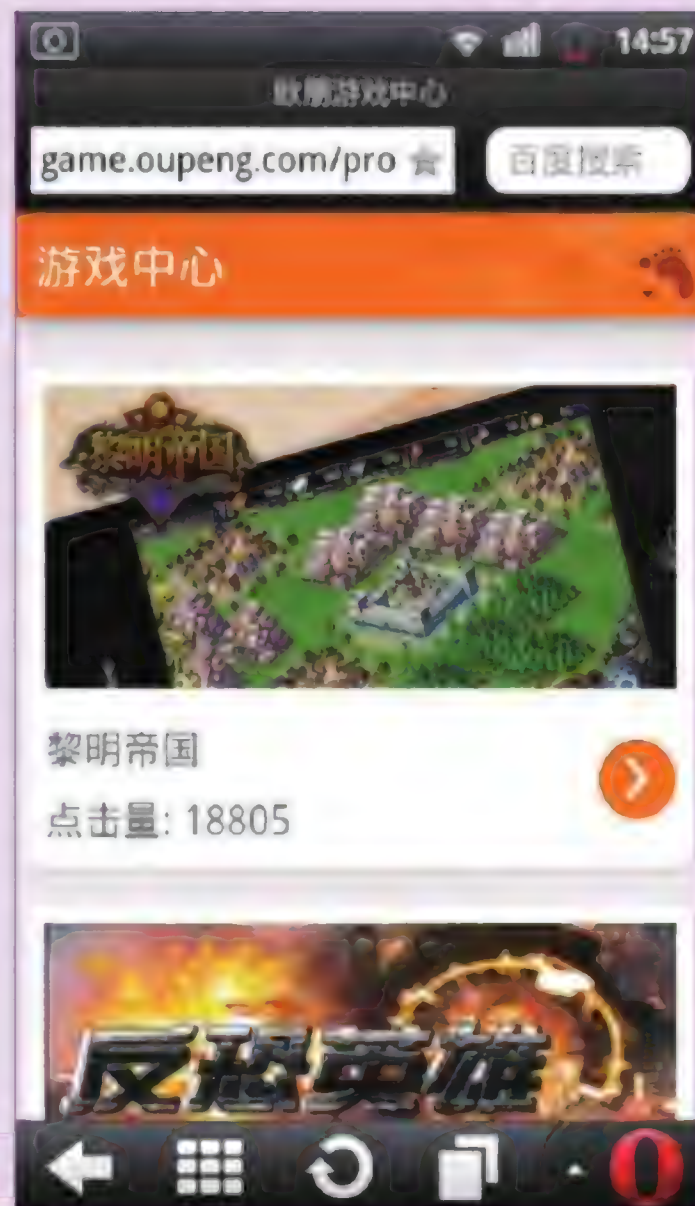 14:57
欧朋游戏中心
game.oupeng.com/pro
百度搜索
游戏中心
黎明帝国
黎明帝国
点击量: 18805
反恐英雄